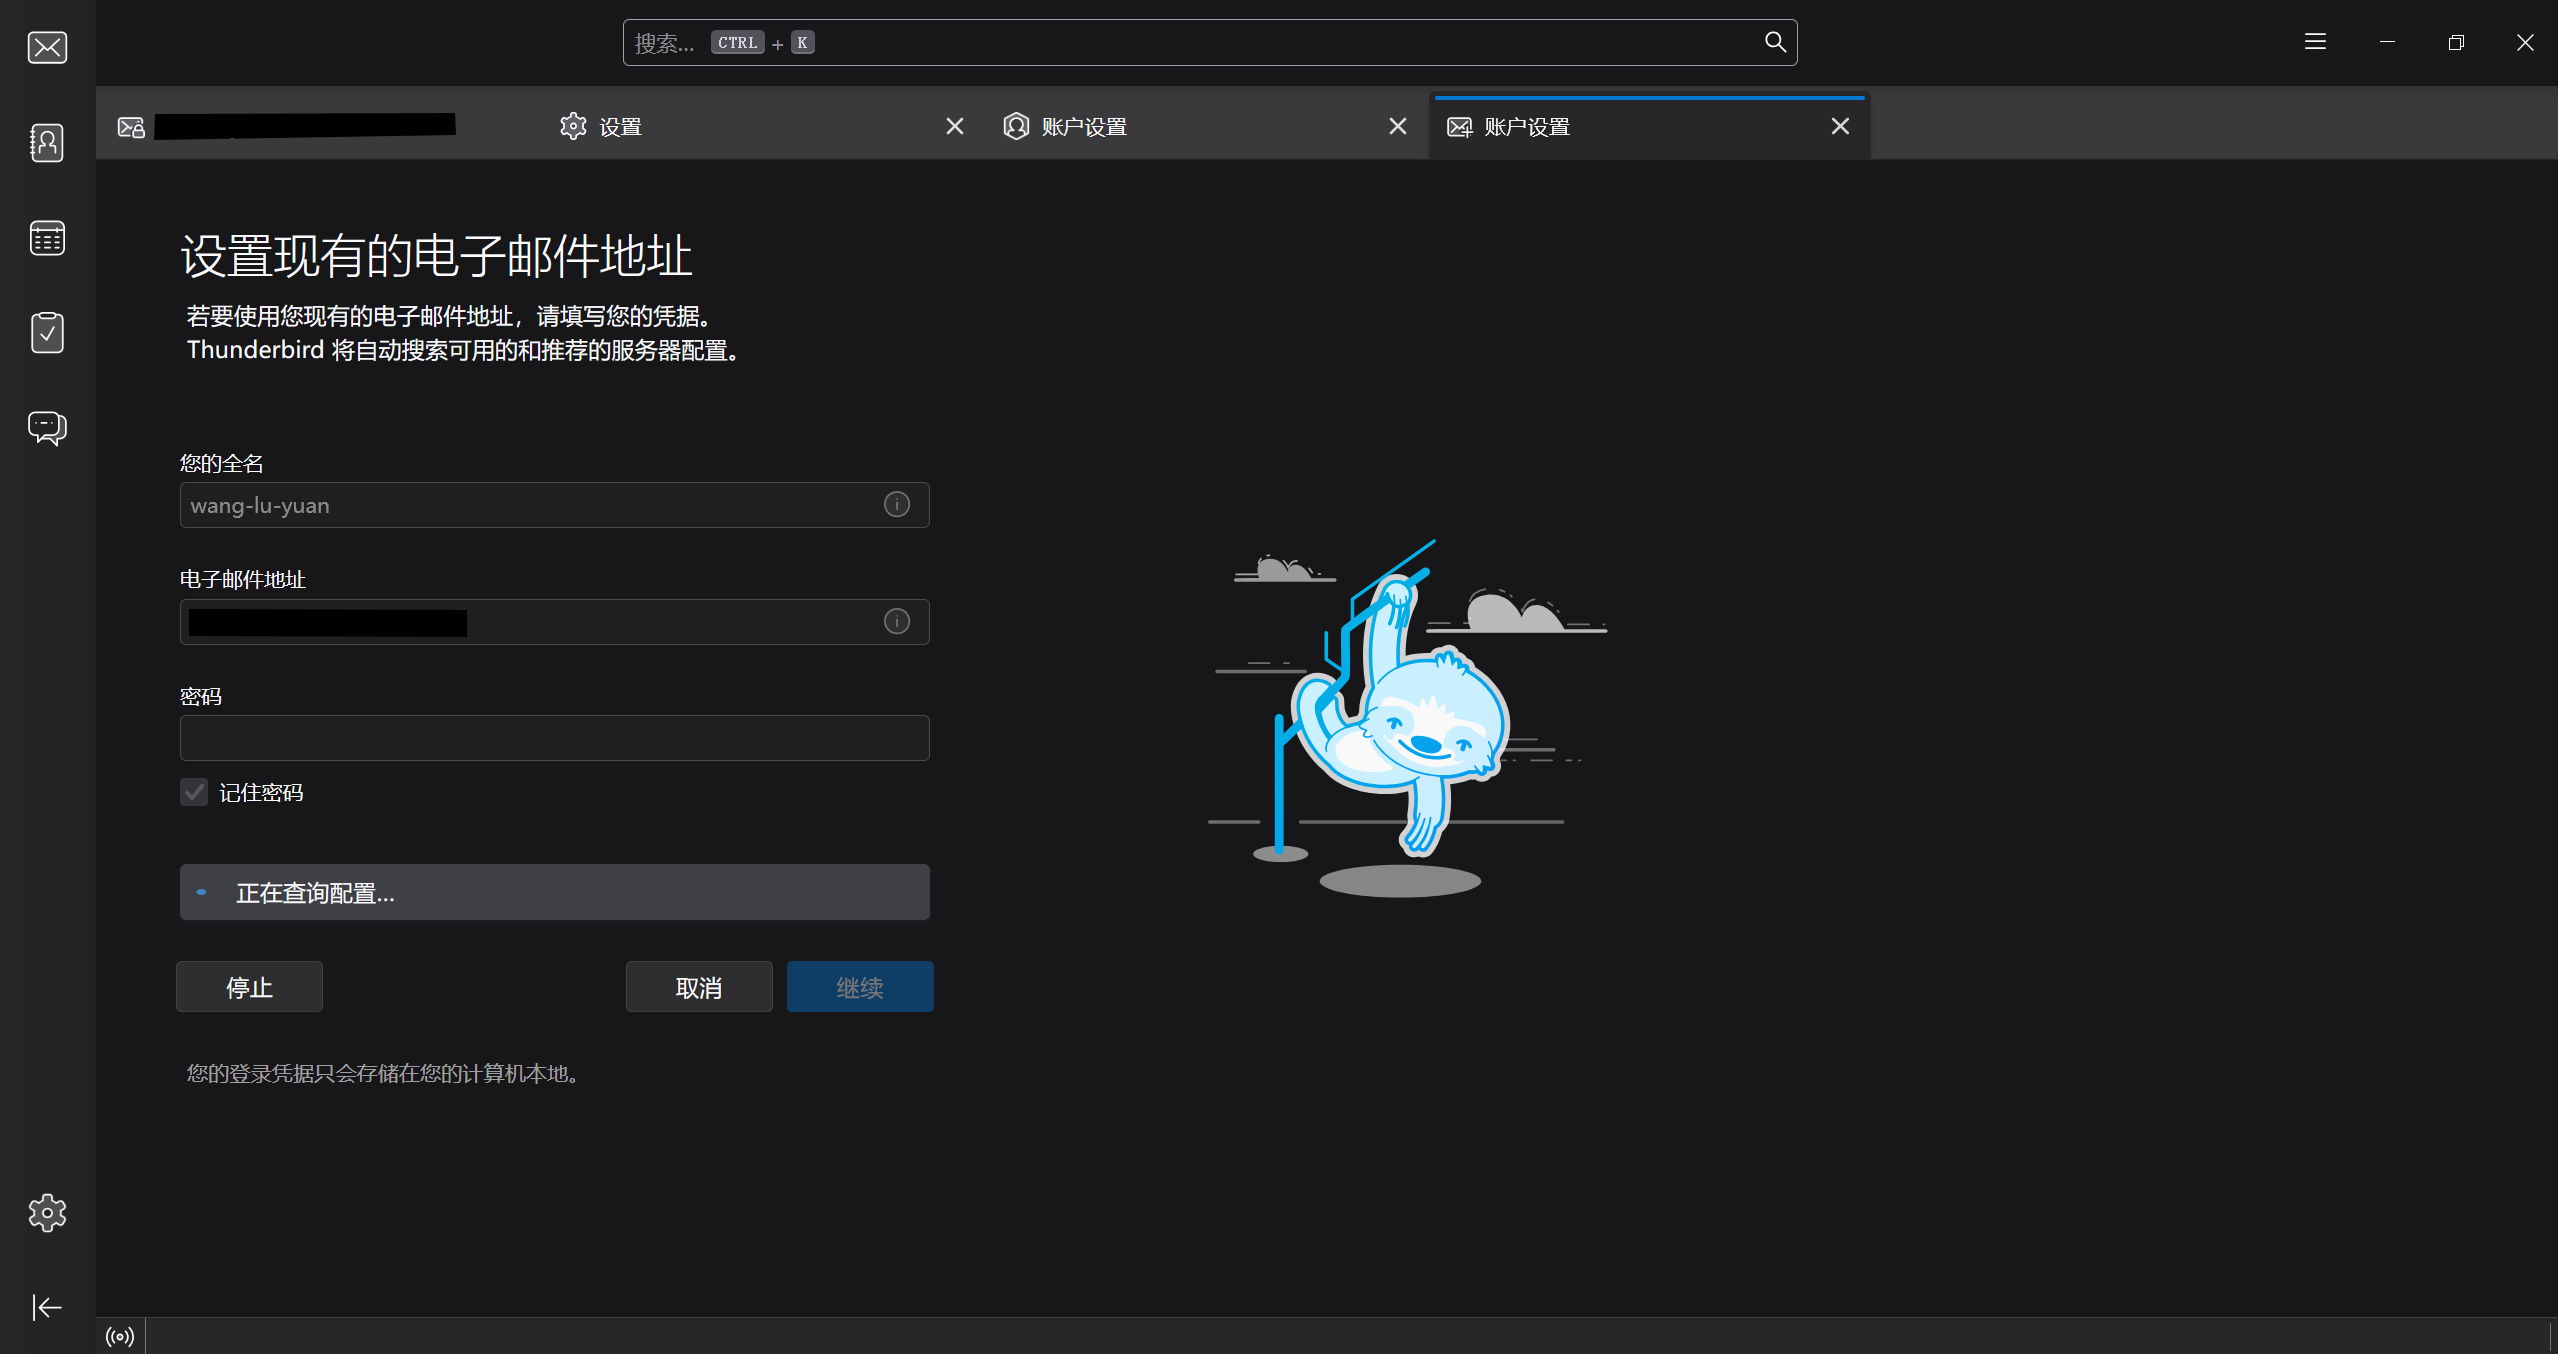 搜索... CTRL + K
设置
账户设置
账户设置
设置现有的电子邮件地址
若要使用您现有的电子邮件地址，请填写您的凭据。
Thunderbird 将自动搜索可用的和推荐的服务器配置。
您的全名
wang-lu-yuan
电子邮件地址
密码
记住密码
正在查询配置...
停止
取消
继续
您的登录凭据只会存储在您的计算机本地。